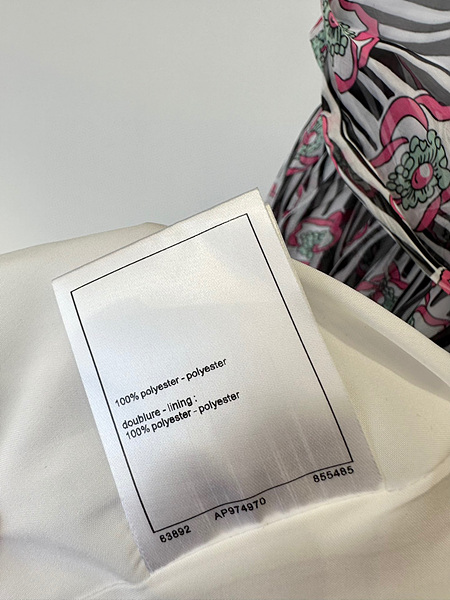 100% polyester - polyester
doublure - lining :
100% polyester - polyester
63892 AP974970 855485